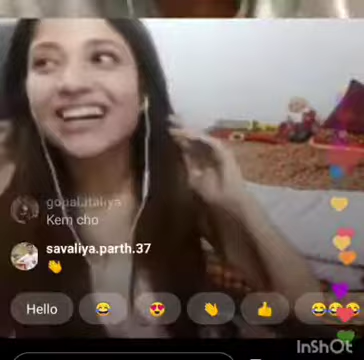 gopal.italiya
Kem cho
savaliya.parth.37
👋
Hello
InShOt